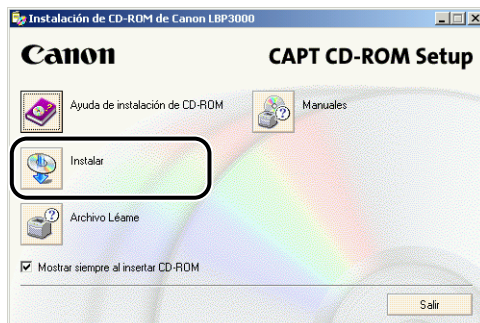 Instalación de CD-ROM de Canon LBP3000
Canon CAPT CD-ROM Setup
Ayuda de instalación de CD-ROM Manuales
Instalar
Archivo Léame
Mostrar siempre al insertar CD-ROM
Salir